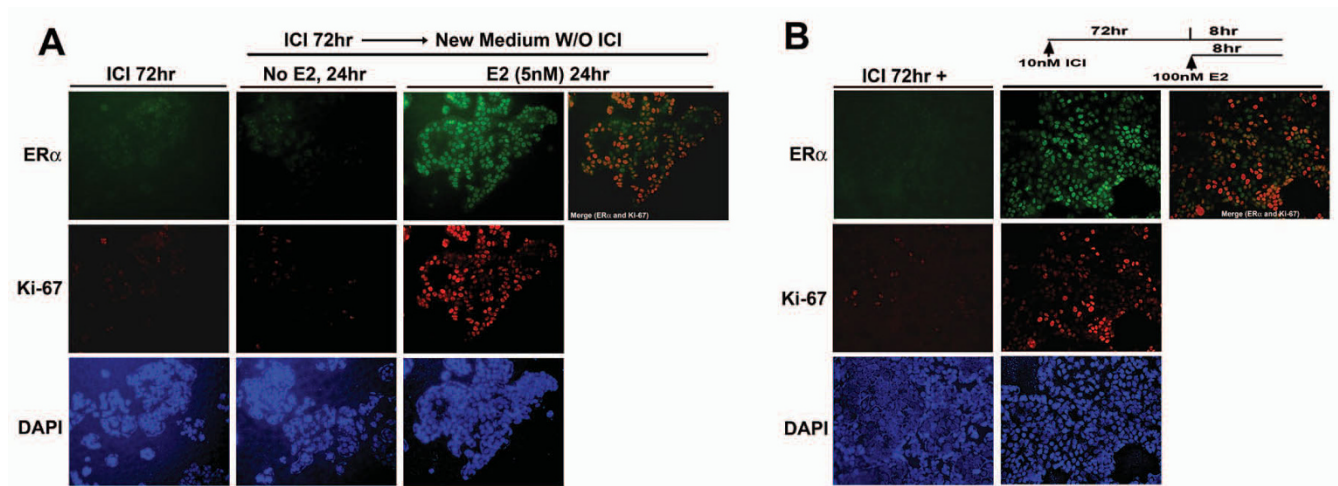 A
ICI 72hr ⟶ New Medium W/O ICI
ICI 72hr
No E2, 24hr
E2 (5nM) 24hr
ERα
Merge (ERα and Ki-67)
Ki-67
DAPI
B
72hr
8hr
8hr
10nM ICI
100nM E2
ICI 72hr +
ERα
Merge (ERα and Ki-67)
Ki-67
DAPI